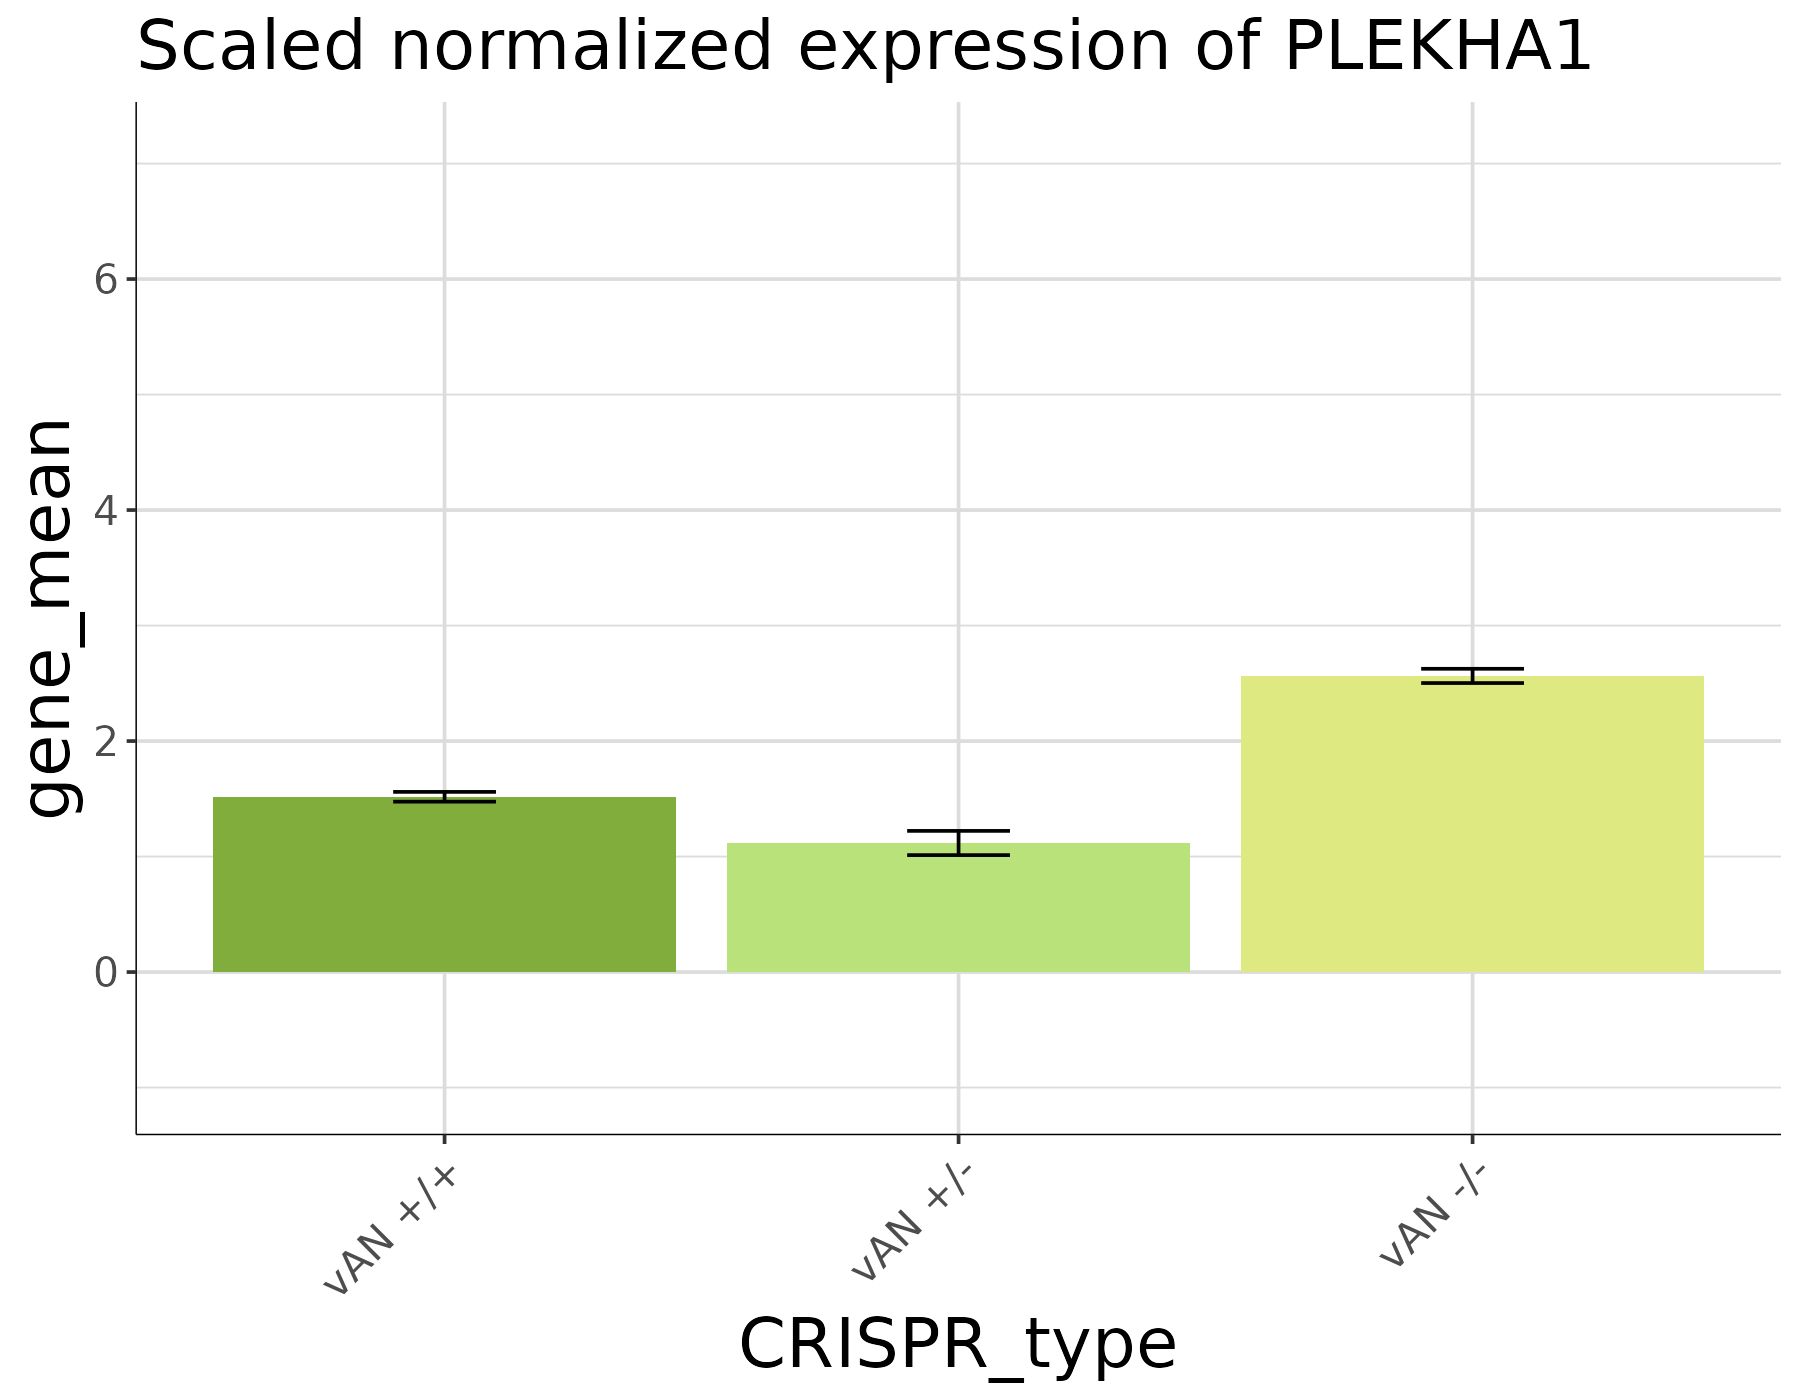 Scaled normalized expression of PLEKHA1
gene_mean
6
4
2
0
vAN +/+
vAN +/-
vAN -/-
CRISPR_type